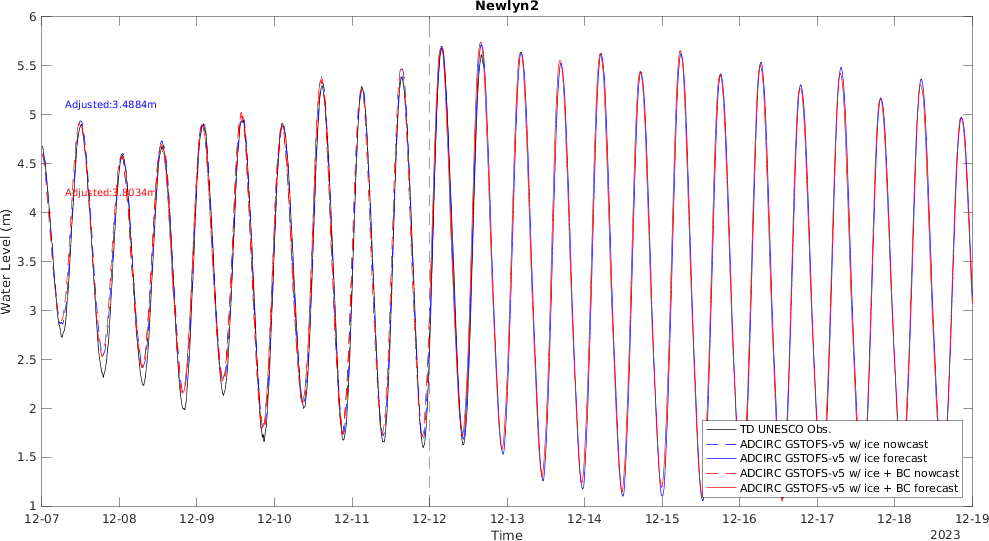 Newlyn2
6
5.5
5
4.5
4
3.5
3
2.5
2
1.5
1
Water Level (m)
Adjusted:3.4884m
Adjusted:3.8034m
TD UNESCO Obs.
ADCIRC GSTOFS-v5 w/ ice nowcast
ADCIRC GSTOFS-v5 w/ ice forecast
ADCIRC GSTOFS-v5 w/ ice + BC nowcast
ADCIRC GSTOFS-v5 w/ ice + BC forecast
12-07 12-08 12-09 12-10 12-11 12-12 12-13 12-14 12-15 12-16 12-17 12-18 12-19
Time
2023